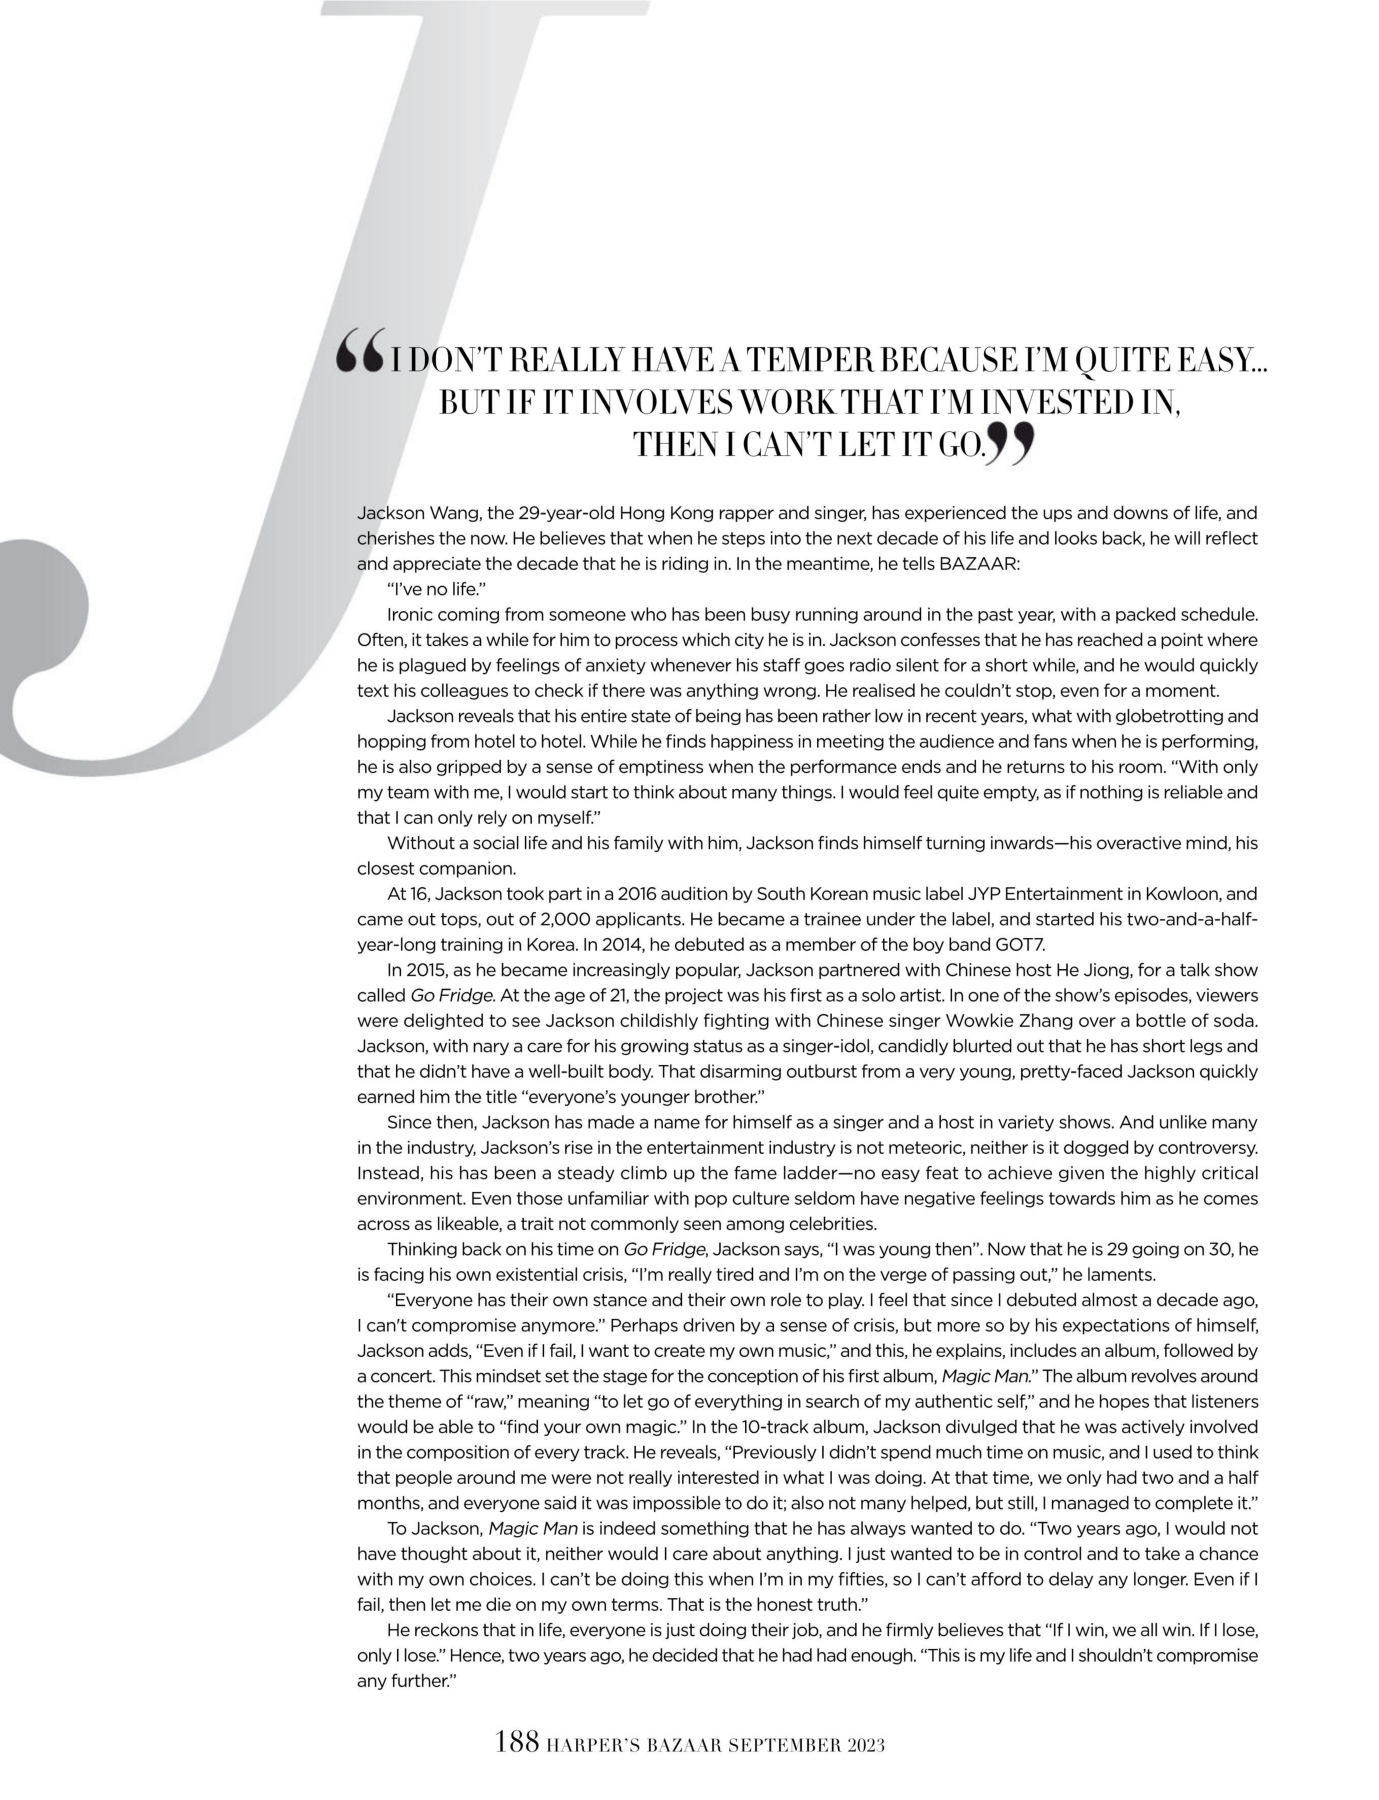 J
“I DON’T REALLY HAVE A TEMPER BECAUSE I’M QUITE EASY...
BUT IF IT INVOLVES WORK THAT I’M INVESTED IN,
THEN I CAN’T LET IT GO.”
Jackson Wang, the 29-year-old Hong Kong rapper and singer, has experienced the ups and downs of life, and
cherishes the now. He believes that when he steps into the next decade of his life and looks back, he will reflect
and appreciate the decade that he is riding in. In the meantime, he tells BAZAAR:
“I’ve no life.”
Ironic coming from someone who has been busy running around in the past year, with a packed schedule.
Often, it takes a while for him to process which city he is in. Jackson confesses that he has reached a point where
he is plagued by feelings of anxiety whenever his staff goes radio silent for a short while, and he would quickly
text his colleagues to check if there was anything wrong. He realised he couldn’t stop, even for a moment.
Jackson reveals that his entire state of being has been rather low in recent years, what with globetrotting and
hopping from hotel to hotel. While he finds happiness in meeting the audience and fans when he is performing,
he is also gripped by a sense of emptiness when the performance ends and he returns to his room. “With only
my team with me, I would start to think about many things. I would feel quite empty, as if nothing is reliable and
that I can only rely on myself.”
Without a social life and his family with him, Jackson finds himself turning inwards—his overactive mind, his
closest companion.
At 16, Jackson took part in a 2016 audition by South Korean music label JYP Entertainment in Kowloon, and
came out tops, out of 2,000 applicants. He became a trainee under the label, and started his two-and-a-half-
year-long training in Korea. In 2014, he debuted as a member of the boy band GOT7.
In 2015, as he became increasingly popular, Jackson partnered with Chinese host He Jiong, for a talk show
called Go Fridge. At the age of 21, the project was his first as a solo artist. In one of the show’s episodes, viewers
were delighted to see Jackson childishly fighting with Chinese singer Wowkie Zhang over a bottle of soda.
Jackson, with nary a care for his growing status as a singer-idol, candidly blurted out that he has short legs and
that he didn’t have a well-built body. That disarming outburst from a very young, pretty-faced Jackson quickly
earned him the title “everyone’s younger brother.”
Since then, Jackson has made a name for himself as a singer and a host in variety shows. And unlike many
in the industry, Jackson’s rise in the entertainment industry is not meteoric, neither is it dogged by controversy.
Instead, his has been a steady climb up the fame ladder—no easy feat to achieve given the highly critical
environment. Even those unfamiliar with pop culture seldom have negative feelings towards him as he comes
across as likeable, a trait not commonly seen among celebrities.
Thinking back on his time on Go Fridge, Jackson says, “I was young then”. Now that he is 29 going on 30, he
is facing his own existential crisis, “I’m really tired and I’m on the verge of passing out,” he laments.
“Everyone has their own stance and their own role to play. I feel that since I debuted almost a decade ago,
I can't compromise anymore.” Perhaps driven by a sense of crisis, but more so by his expectations of himself,
Jackson adds, “Even if I fail, I want to create my own music,” and this, he explains, includes an album, followed by
a concert. This mindset set the stage for the conception of his first album, Magic Man.” The album revolves around
the theme of “raw,” meaning “to let go of everything in search of my authentic self,” and he hopes that listeners
would be able to “find your own magic.” In the 10-track album, Jackson divulged that he was actively involved
in the composition of every track. He reveals, “Previously I didn’t spend much time on music, and I used to think
that people around me were not really interested in what I was doing. At that time, we only had two and a half
months, and everyone said it was impossible to do it; also not many helped, but still, I managed to complete it.”
To Jackson, Magic Man is indeed something that he has always wanted to do. “Two years ago, I would not
have thought about it, neither would I care about anything. I just wanted to be in control and to take a chance
with my own choices. I can’t be doing this when I’m in my fifties, so I can’t afford to delay any longer. Even if I
fail, then let me die on my own terms. That is the honest truth.”
He reckons that in life, everyone is just doing their job, and he firmly believes that “If I win, we all win. If I lose,
only I lose.” Hence, two years ago, he decided that he had had enough. “This is my life and I shouldn’t compromise
any further.”
188 HARPER’S BAZAAR SEPTEMBER 2023